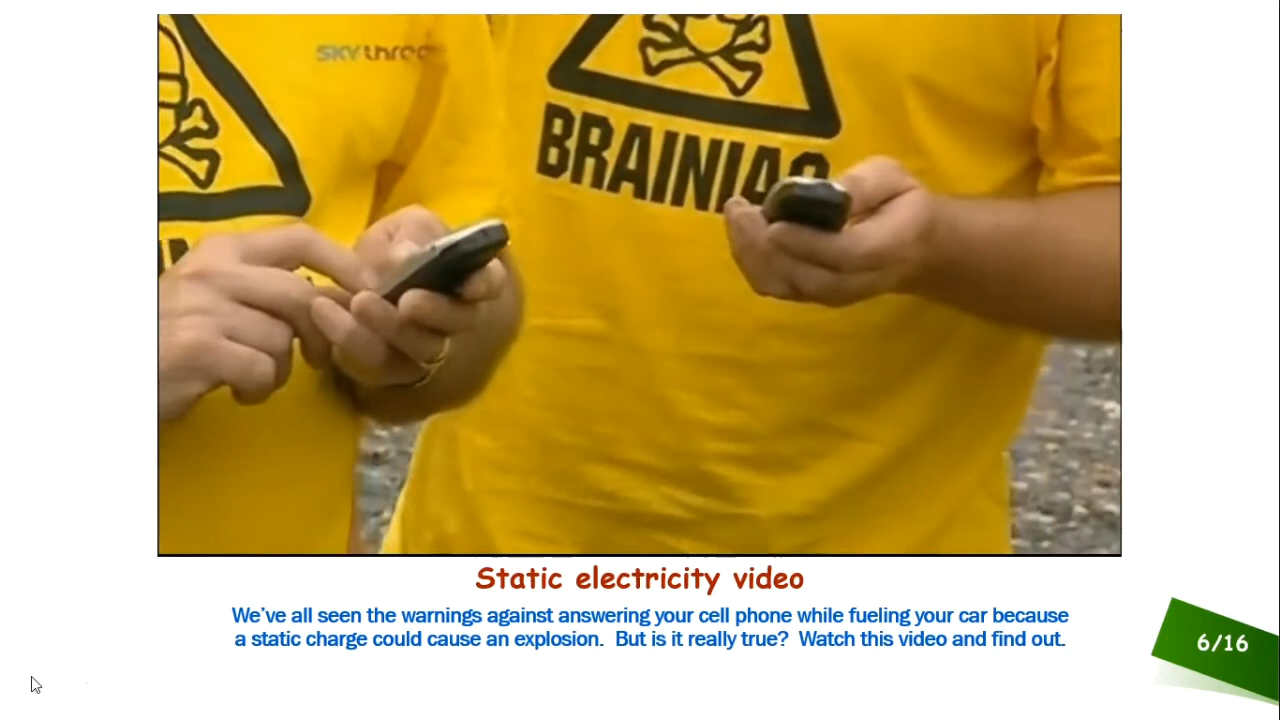 SKY three
BRAINIAC
Static electricity video
We've all seen the warnings against answering your cell phone while fueling your car because
a static charge could cause an explosion.  But is it really true?  Watch this video and find out.
6/16